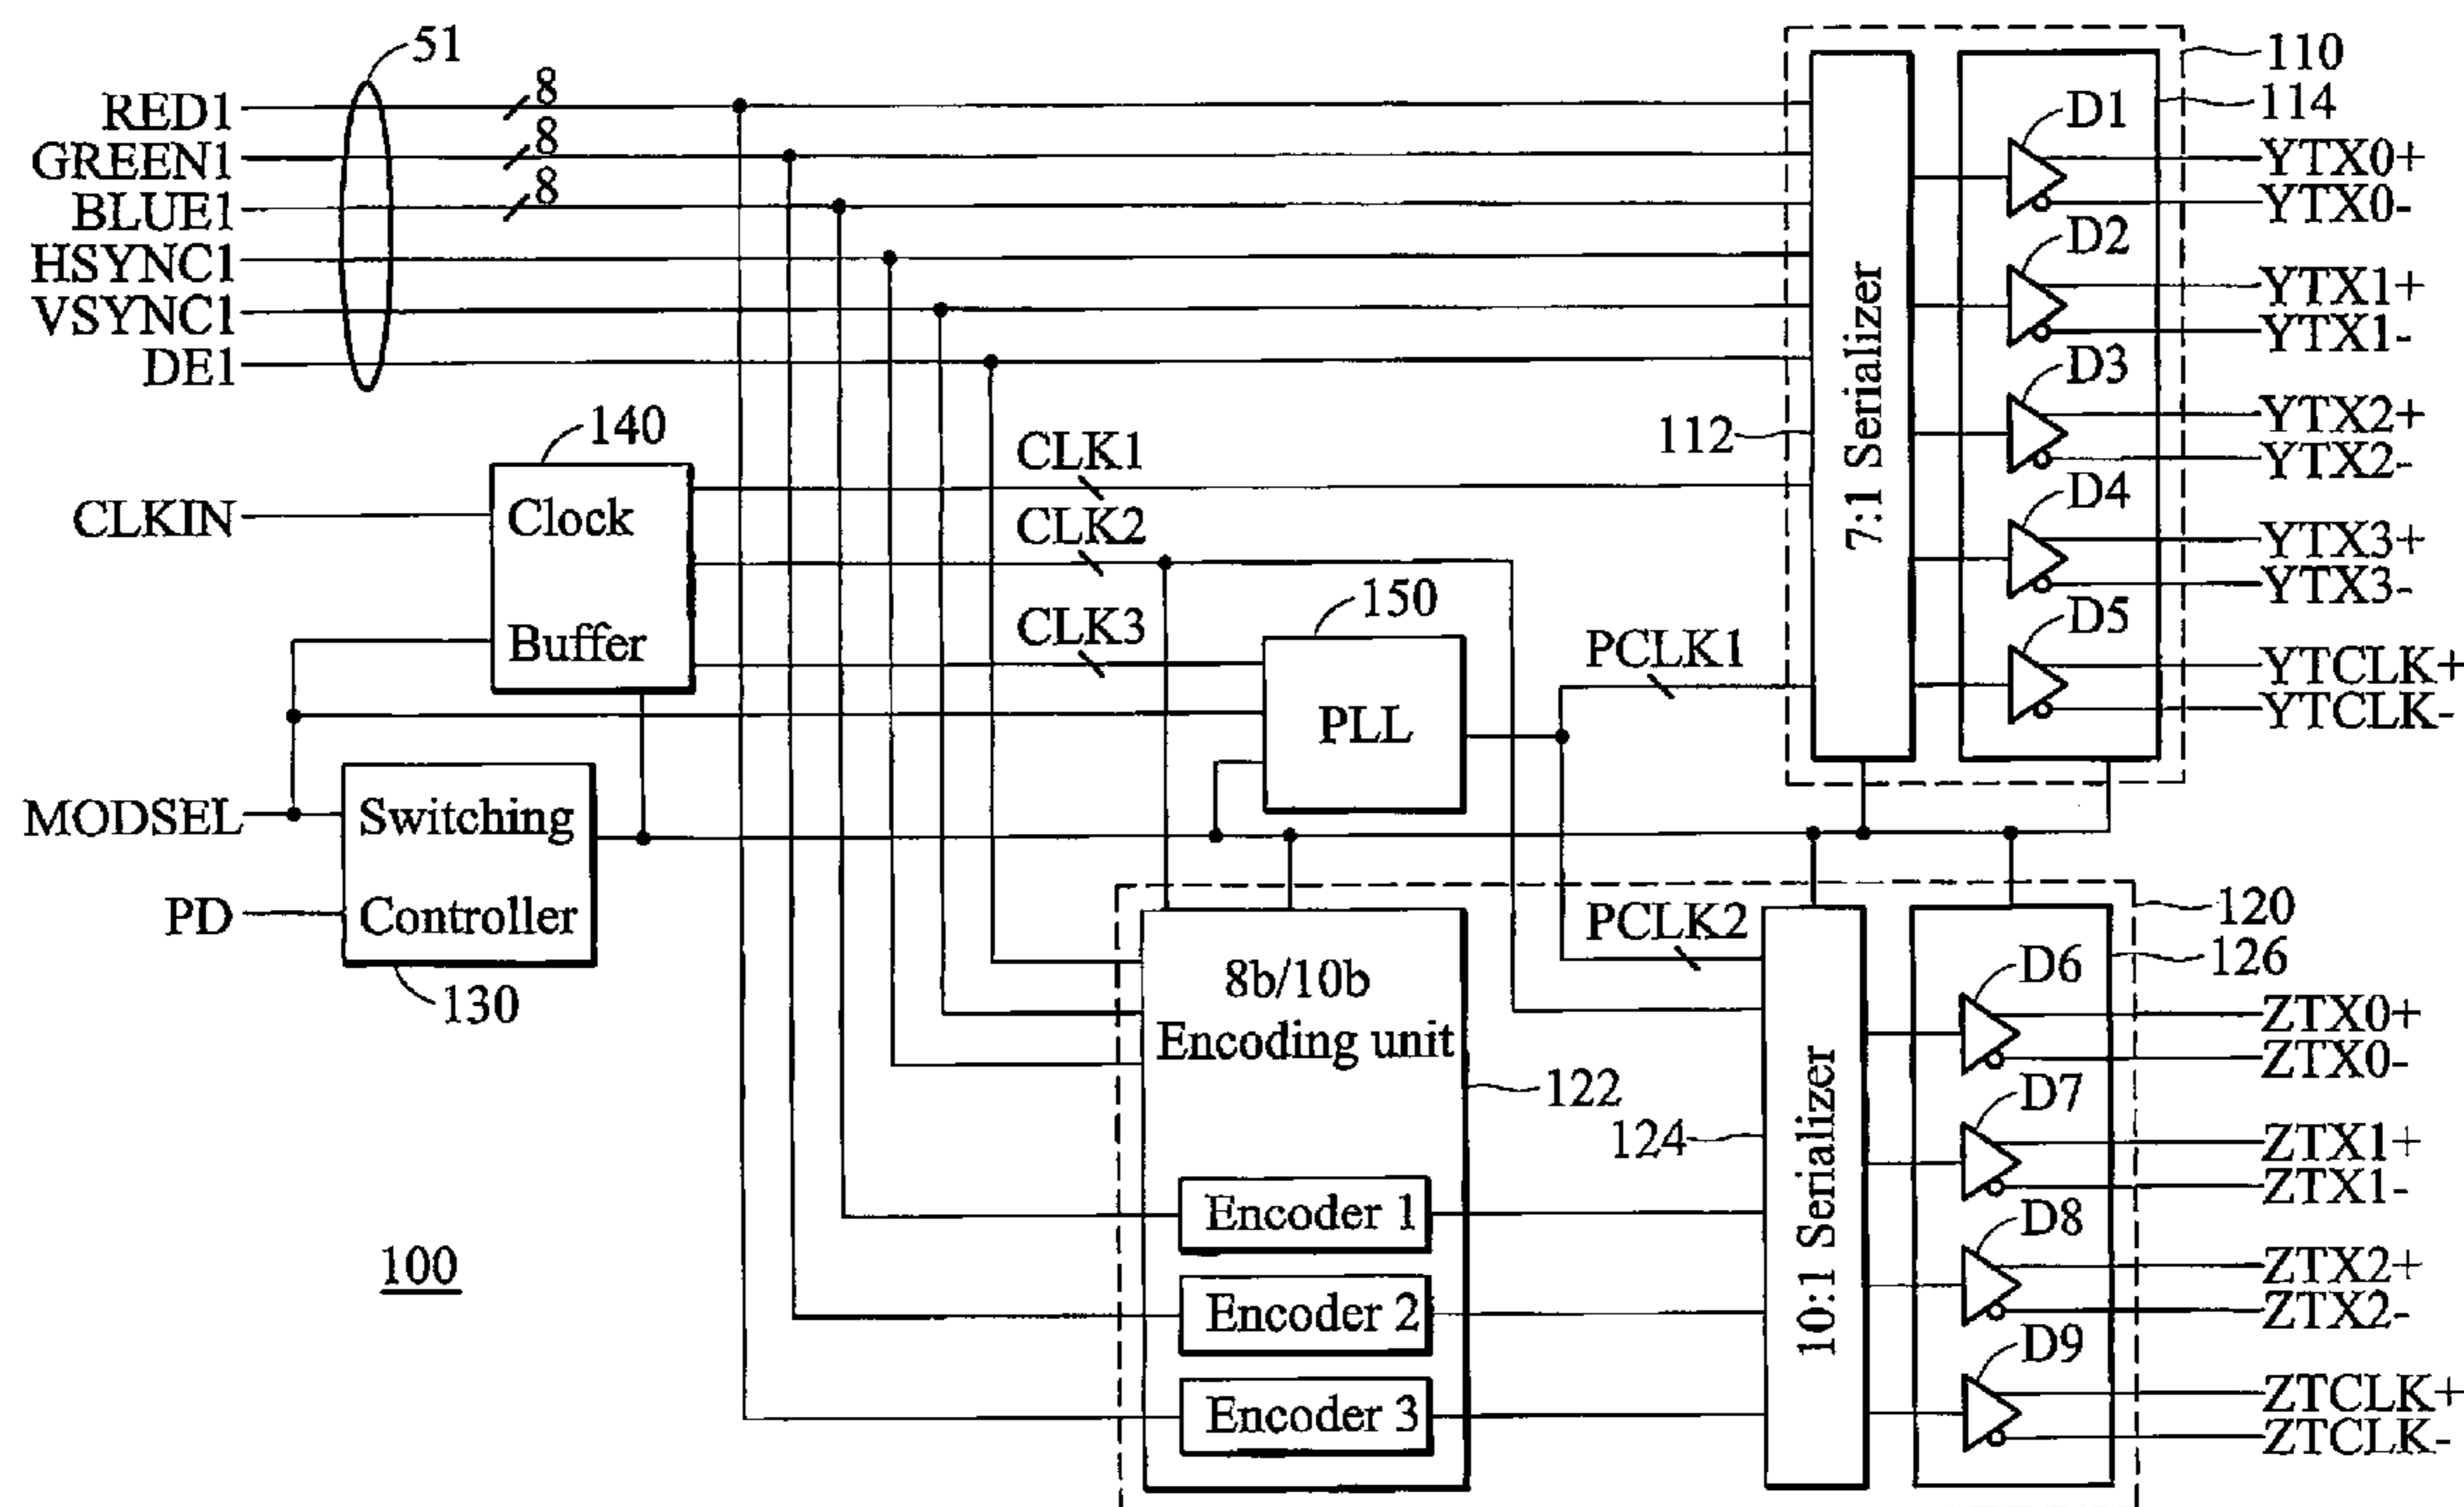 51
RED1
8
GREEN1
8
BLUE1
8
HSYNC1
VSYNC1
DE1
140
CLKIN
Clock
Buffer
CLK1
CLK2
CLK3
150
PLL
PCLK1
PCLK2
MODSEL
PD
Switching
Controller
130
100
110
114
112
7:1 Serializer
D1
YTX0+
YTX0-
D2
YTX1+
YTX1-
D3
YTX2+
YTX2-
D4
YTX3+
YTX3-
D5
YTCLK+
YTCLK-
120
126
8b/10b
Encoding unit
122
Encoder 1
Encoder 2
Encoder 3
124
10:1 Serializer
D6
ZTX0+
ZTX0-
D7
ZTX1+
ZTX1-
D8
ZTX2+
ZTX2-
D9
ZTCLK+
ZTCLK-